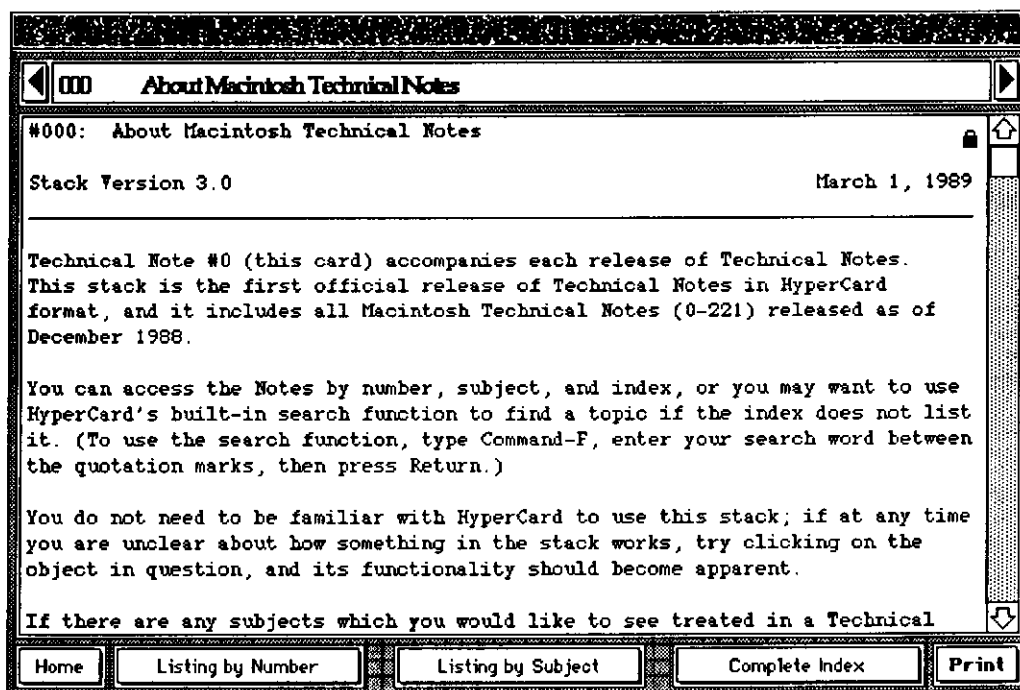 000 About Macintosh Technical Notes
#000: About Macintosh Technical Notes
Stack Version 3.0 March 1, 1989
Technical Note #0 (this card) accompanies each release of Technical Notes.
This stack is the first official release of Technical Notes in HyperCard
format, and it includes all Macintosh Technical Notes (0-221) released as of
December 1988.
You can access the Notes by number, subject, and index, or you may want to use
HyperCard's built-in search function to find a topic if the index does not list
it. (To use the search function, type Command-F, enter your search word between
the quotation marks, then press Return.)
You do not need to be familiar with HyperCard to use this stack; if at any time
you are unclear about how something in the stack works, try clicking on the
object in question, and its functionality should become apparent.
If there are any subjects which you would like to see treated in a Technical
Home Listing by Number Listing by Subject Complete Index Print